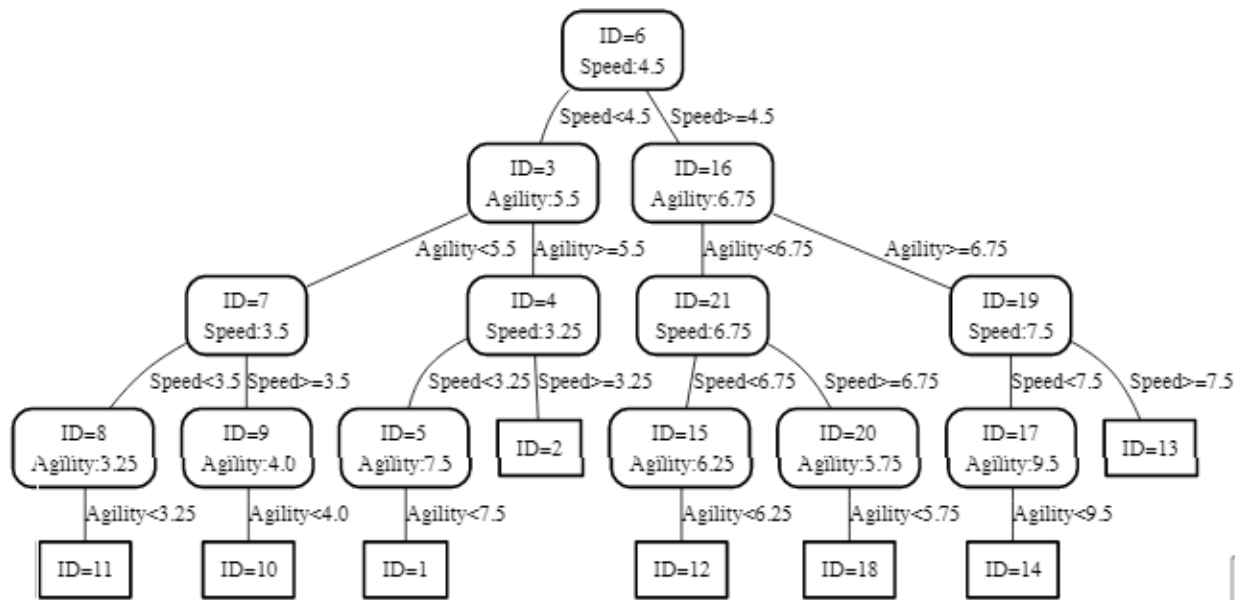 ID=6
Speed:4.5
Speed<4.5 Speed>=4.5
ID=3 ID=16
Agility:5.5 Agility:6.75
Agility<5.5 Agility>=5.5 Agility<6.75 Agility>=6.75
ID=7 ID=4 ID=21 ID=19
Speed:3.5 Speed:3.25 Speed:6.75 Speed:7.5
Speed<3.5 Speed>=3.5 Speed<3.25 Speed>=3.25 Speed<6.75 Speed>=6.75 Speed<7.5 Speed>=7.5
ID=8 ID=9 ID=5 ID=2 ID=15 ID=20 ID=17 ID=13
Agility:3.25 Agility:4.0 Agility:7.5 Agility:6.25 Agility:5.75 Agility:9.5
Agility<3.25 Agility<4.0 Agility<7.5 Agility<6.25 Agility<5.75 Agility<9.5
ID=11 ID=10 ID=1 ID=12 ID=18 ID=14